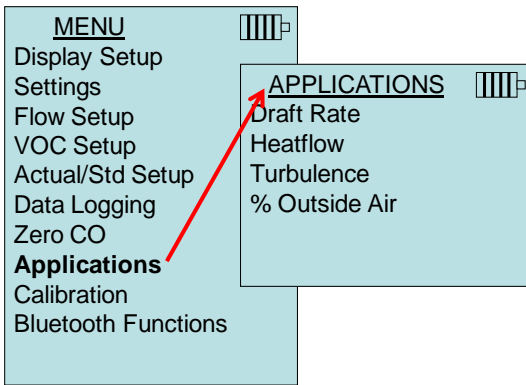 MENU
Display Setup
Settings
Flow Setup
VOC Setup
Actual/Std Setup
Data Logging
Zero CO
Applications
Calibration
Bluetooth Functions
APPLICATIONS
Draft Rate
Heatflow
Turbulence
% Outside Air